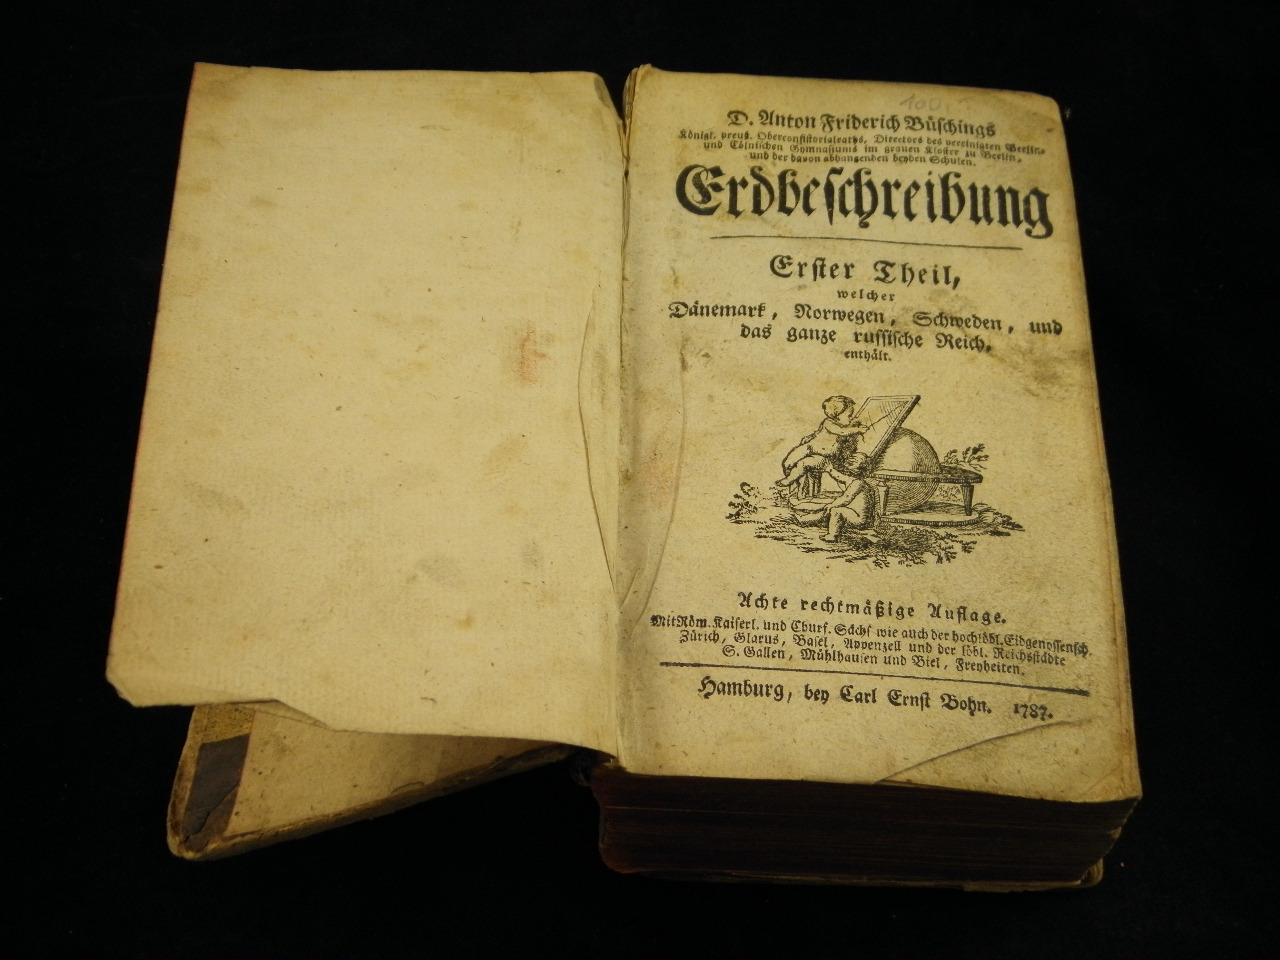 100.
D. Anton Friderich Büschings
Königl. preuß. Oberconsistorialraths, Directors des vereinigten Berlin-
und Cölnischen Gymnasiums im grauen Kloster zu Berlin,
und der davon abhangenden beyden Schulen.
Erdbeschreibung
Erster Theil,
welcher
Dänemark, Norwegen, Schweden, und
das ganze russische Reich,
enthält.
Achte rechtmäßige Auflage.
Mit Röm. Kaiserl. und Churf. Sächs wie auch der hochlöbl. Eidgenossensch.
Zürich, Glarus, Basel, Appenzell und der löbl. Reichsstädte
S. Gallen, Mühlhausen und Biel, Freyheiten.
Hamburg, bey Carl Ernst Bohn. 1787.